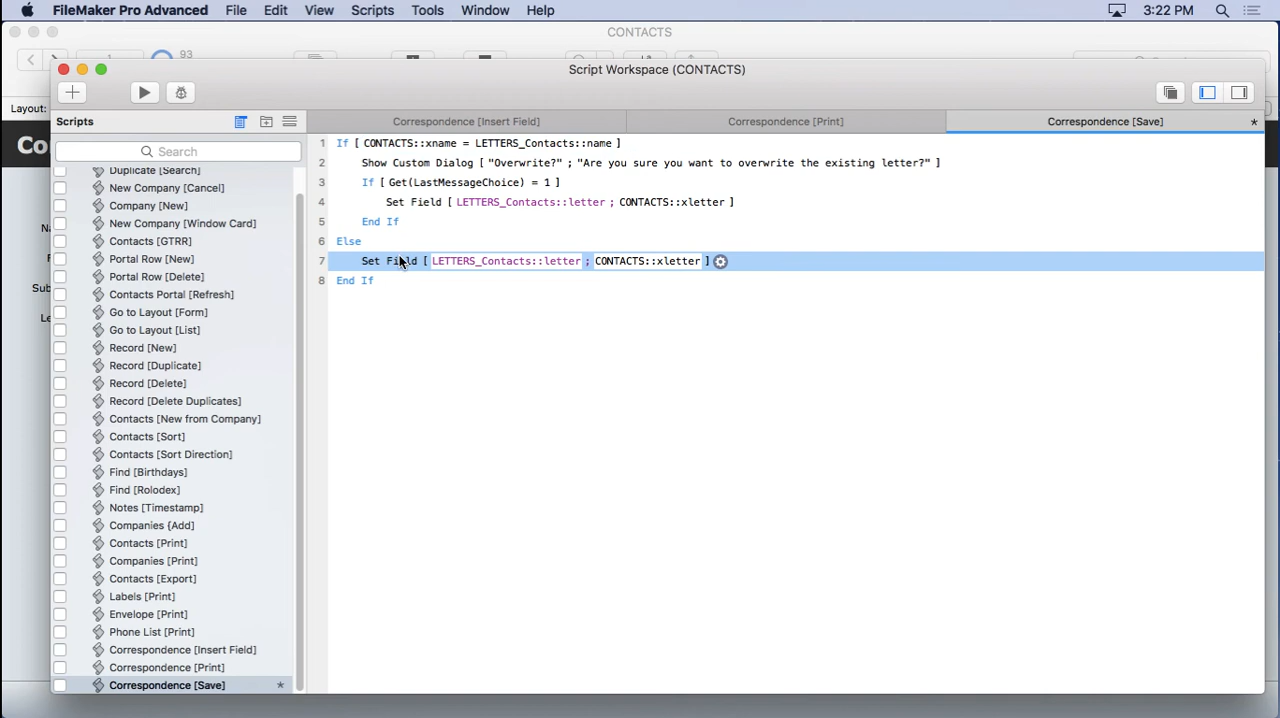 FileMaker Pro Advanced File Edit View Scripts Tools Window Help 3:22 PM
CONTACTS
93
Script Workspace (CONTACTS)
Layout:
Scripts
Correspondence [Insert Field] Correspondence [Print] Correspondence [Save] *
Co
Search
Duplicate [Search]
New Company [Cancel]
Company [New]
New Company [Window Card]
Contacts [GTRR]
Portal Row [New]
Portal Row [Delete]
Contacts Portal [Refresh]
Go to Layout [Form]
Go to Layout [List]
Record [New]
Record [Duplicate]
Record [Delete]
Record [Delete Duplicates]
Contacts [New from Company]
Contacts [Sort]
Contacts [Sort Direction]
Find [Birthdays]
Find [Rolodex]
Notes [Timestamp]
Companies {Add]
Contacts [Print]
Companies [Print]
Contacts [Export]
Labels [Print]
Envelope [Print]
Phone List [Print]
Correspondence [Insert Field]
Correspondence [Print]
Correspondence [Save] *
1 If [ CONTACTS::xname = LETTERS_Contacts::name ]
2 Show Custom Dialog [ "Overwrite?" ; "Are you sure you want to overwrite the existing letter?" ]
3 If [ Get(LastMessageChoice) = 1 ]
4 Set Field [ LETTERS_Contacts::letter ; CONTACTS::xletter ]
5 End If
6 Else
7 Set Field [ LETTERS_Contacts::letter ; CONTACTS::xletter ]
8 End If